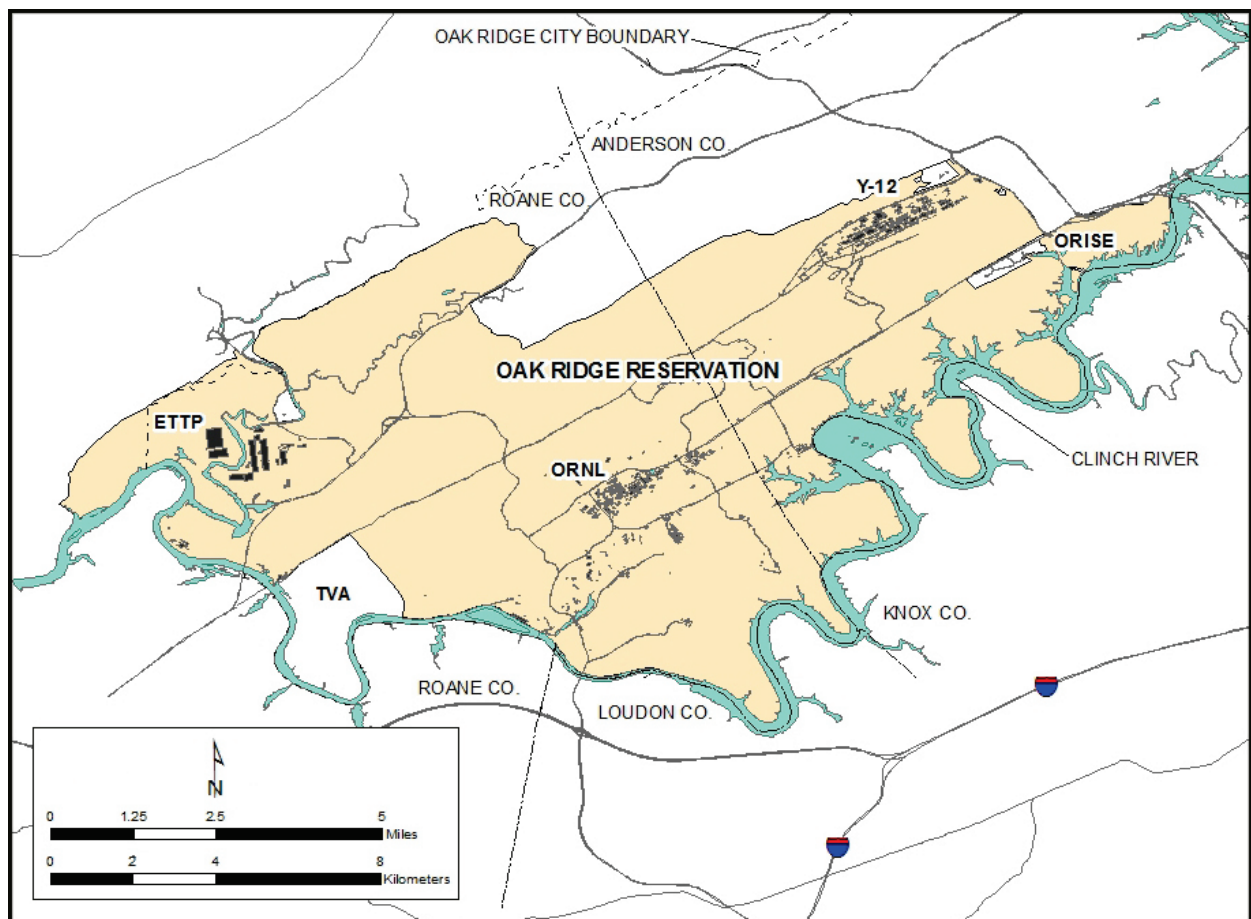 OAK RIDGE CITY BOUNDARY
ANDERSON CO.
ROANE CO.
Y-12
ORISE
OAK RIDGE RESERVATION
ETTP
ORNL
CLINCH RIVER
TVA
KNOX CO.
ROANE CO.
LOUDON CO.
N
0 1.25 2.5 5
Miles
0 2 4 8
Kilometers